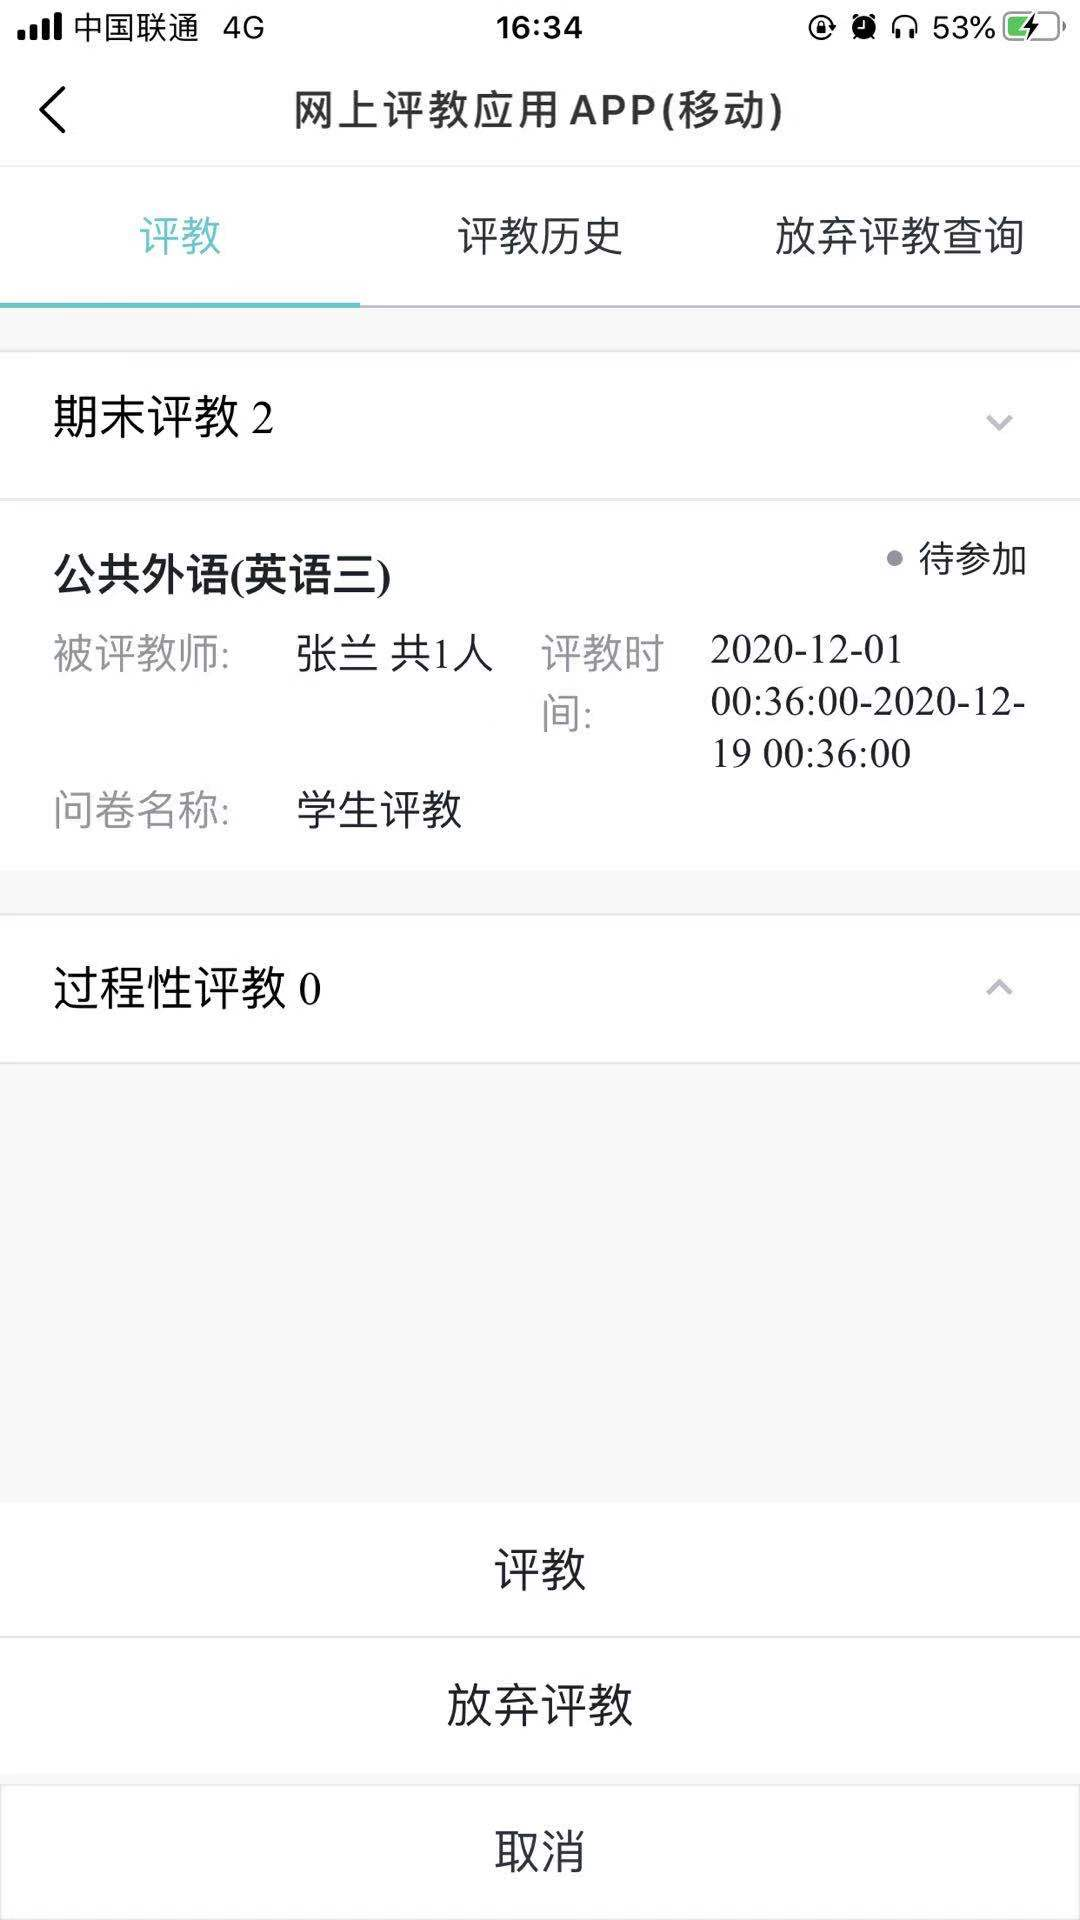 中国联通 4G 16:34 53%
网上评教应用APP(移动)
评教 评教历史 放弃评教查询
期末评教 2
公共外语(英语三) 待参加
被评教师: 张兰 共1人 评教时间: 2020-12-01
00:36:00-2020-12-
19 00:36:00
问卷名称: 学生评教
过程性评教 0
评教
放弃评教
取消